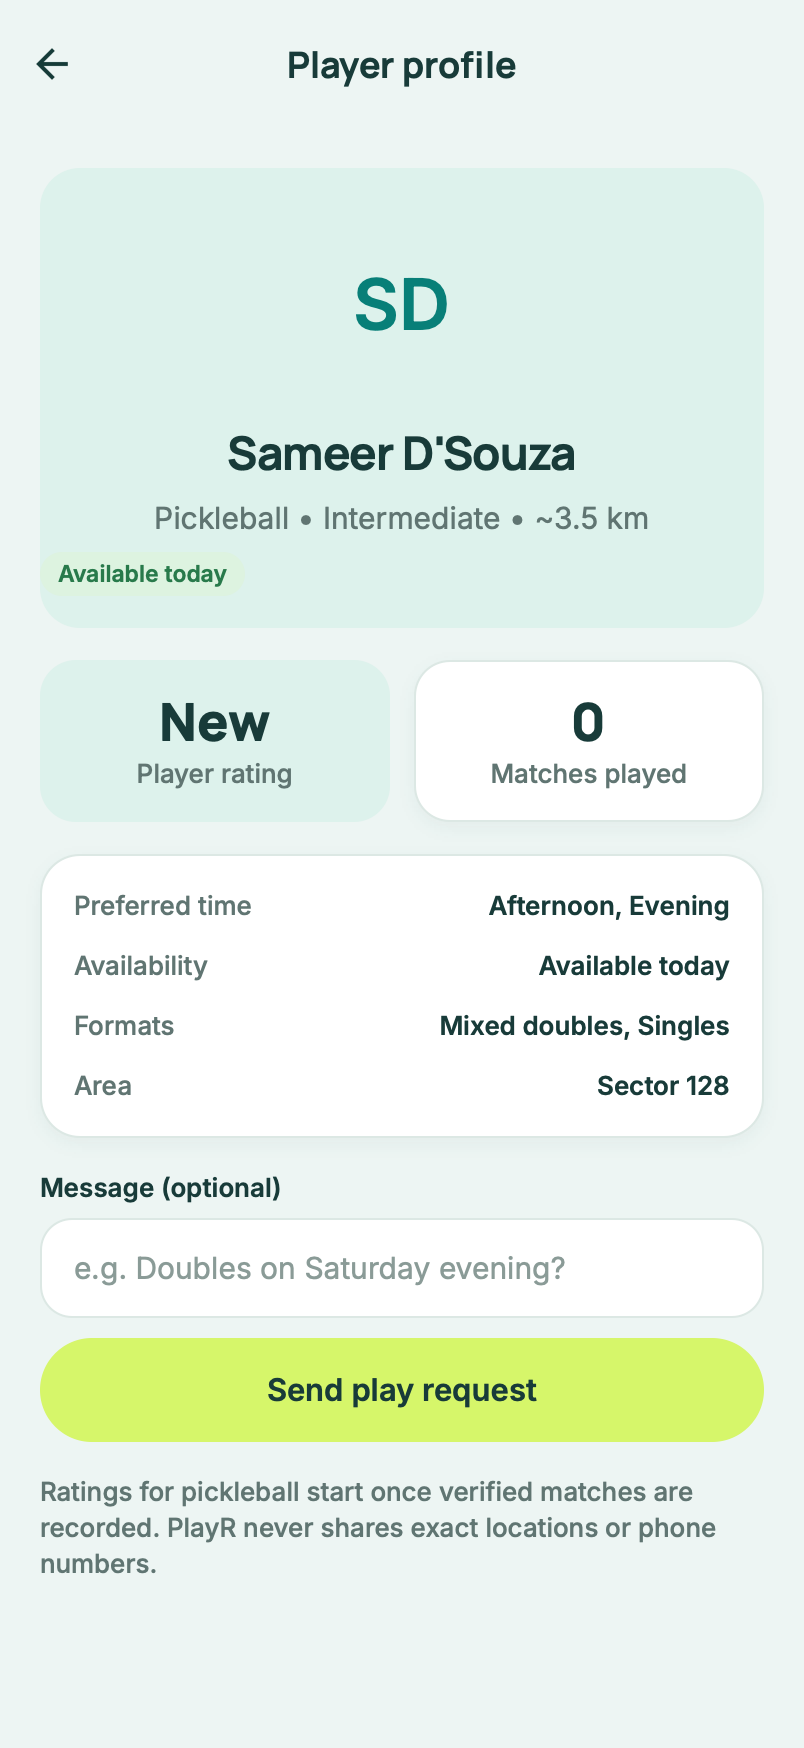 Player profile
SD
Sameer D'Souza
Pickleball • Intermediate • ~3.5 km
Available today
New
Player rating
0
Matches played
Preferred time Afternoon, Evening
Availability Available today
Formats Mixed doubles, Singles
Area Sector 128
Message (optional)
e.g. Doubles on Saturday evening?
Send play request
Ratings for pickleball start once verified matches are
recorded. PlayR never shares exact locations or phone
numbers.